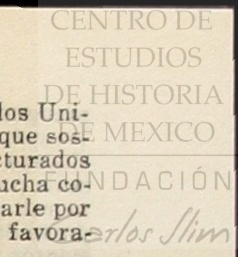 CENTRO DE
ESTUDIOS
DE HISTORIA
DE MEXICO
FUNDACIÓN
Carlos Slim
los Uni-
que sos-
cturados
ucha co-
arle por
favora-